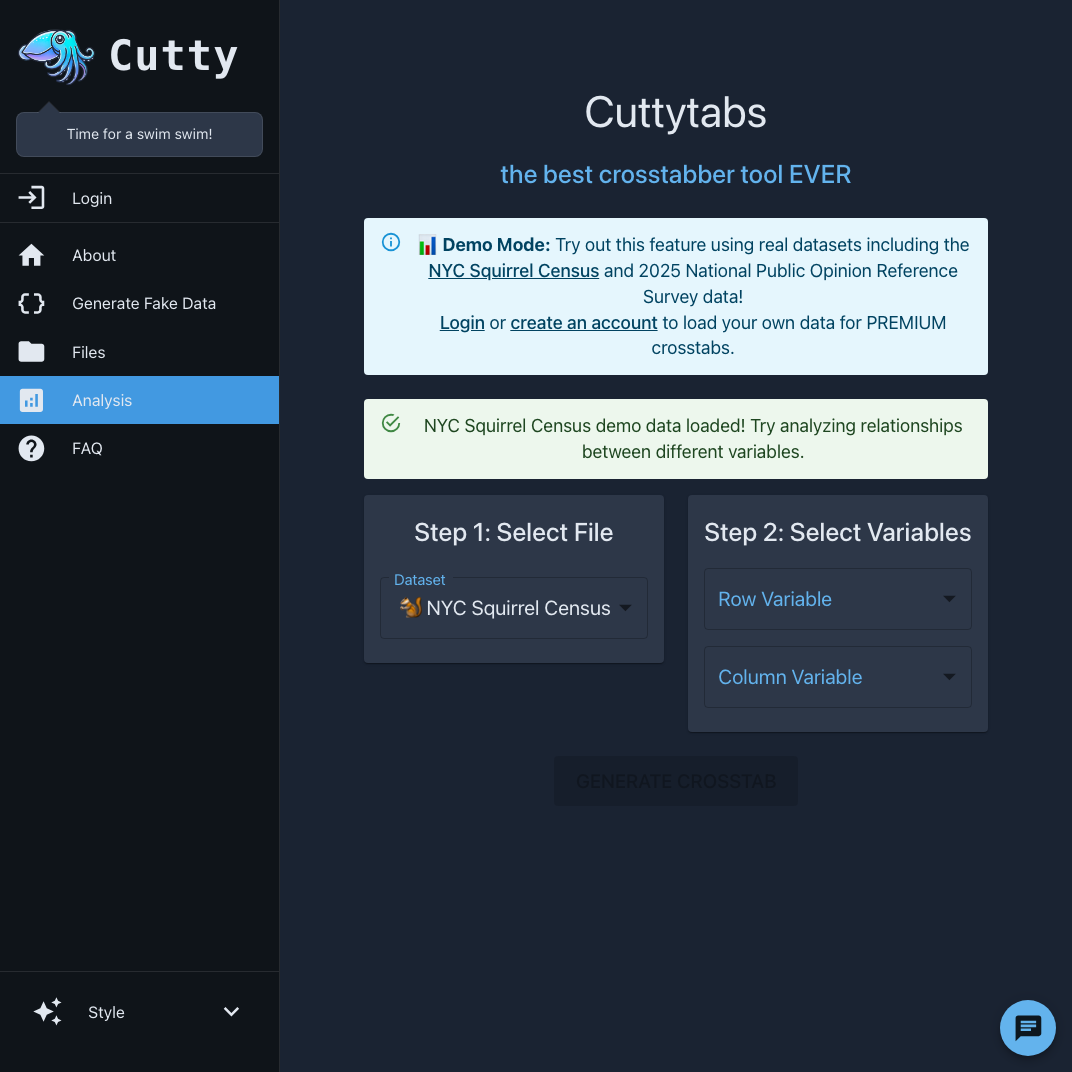 Cutty
Time for a swim swim!
Login
About
Generate Fake Data
Files
Analysis
FAQ
Style
Cuttytabs
the best crosstabber tool EVER
📊 Demo Mode: Try out this feature using real datasets including the
NYC Squirrel Census and 2025 National Public Opinion Reference
Survey data!
Login or create an account to load your own data for PREMIUM
crosstabs.
NYC Squirrel Census demo data loaded! Try analyzing relationships
between different variables.
Step 1: Select File
Dataset
🐿️ NYC Squirrel Census
Step 2: Select Variables
Row Variable
Column Variable
GENERATE CROSSTAB